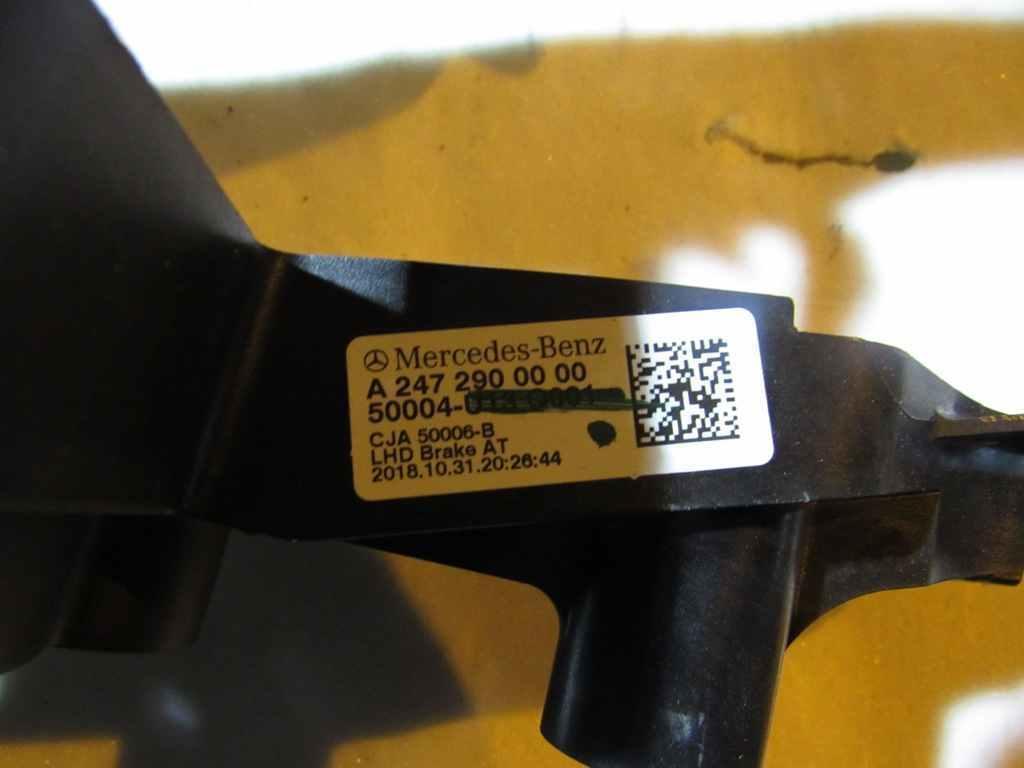 Mercedes-Benz
A 247 290 00 00
50004-
CJA 50006-B
LHD Brake AT
2018.10.31.20:26:44